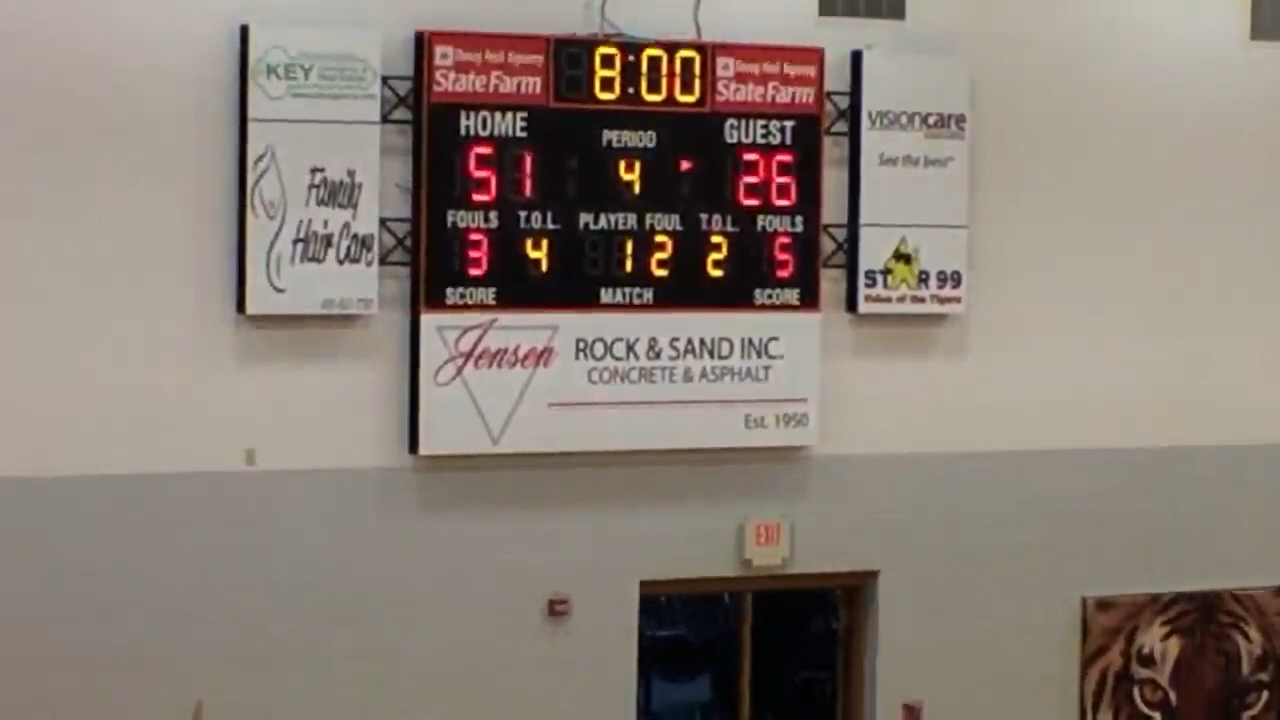 KEY
Family
Hair Care
State Farm
8:00
State Farm
HOME
PERIOD
GUEST
51
4
26
FOULS T.O.L. PLAYER FOUL T.O.L. FOULS
3 4 12 2 5
SCORE MATCH SCORE
Jensen
ROCK & SAND INC.
CONCRETE & ASPHALT
Est. 1950
visioncare
See the best
STAR 99
Voice of the Tigers
EXIT